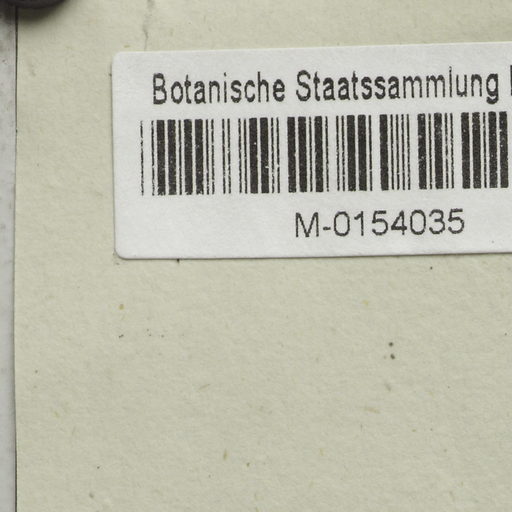 Botanische Staatssammlung
M-0154035